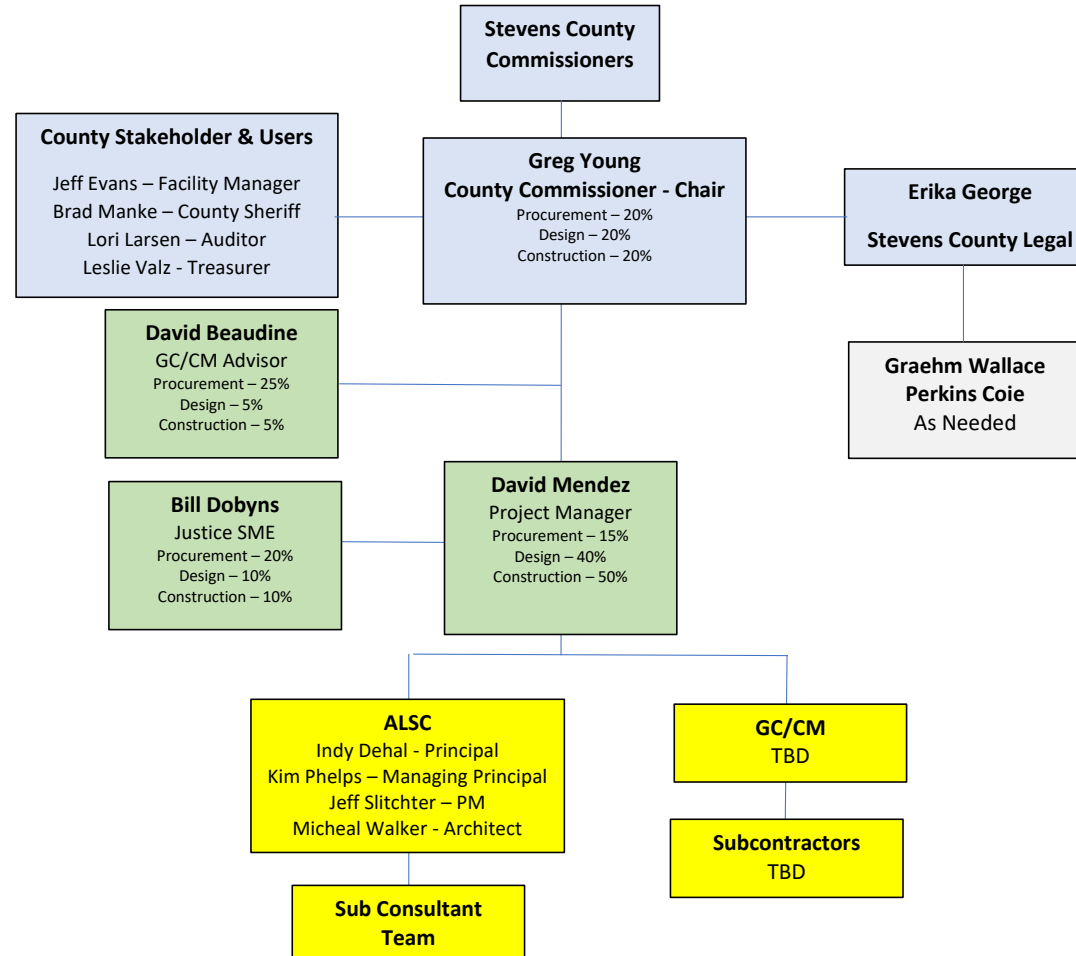 Stevens County
Commissioners
County Stakeholder & Users
Jeff Evans – Facility Manager
Brad Manke – County Sheriff
Lori Larsen – Auditor
Leslie Valz - Treasurer
Greg Young
County Commissioner - Chair
Procurement – 20%
Design – 20%
Construction – 20%
Erika George
Stevens County Legal
David Beaudine
GC/CM Advisor
Procurement – 25%
Design – 5%
Construction – 5%
Graehm Wallace
Perkins Coie
As Needed
Bill Dobyns
Justice SME
Procurement – 20%
Design – 10%
Construction – 10%
David Mendez
Project Manager
Procurement – 15%
Design – 40%
Construction – 50%
ALSC
Indy Dehal - Principal
Kim Phelps – Managing Principal
Jeff Slitchter – PM
Micheal Walker - Architect
GC/CM
TBD
Subcontractors
TBD
Sub Consultant
Team